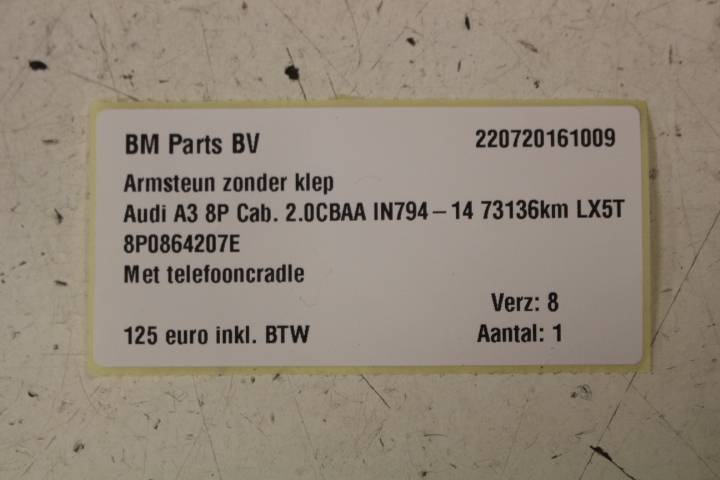 BM Parts BV 220720161009
Armsteun zonder klep
Audi A3 8P Cab. 2.0CBAA IN794-14 73136km LX5T
8P0864207E
Met telefooncradle
Verz: 8
125 euro inkl. BTW Aantal: 1